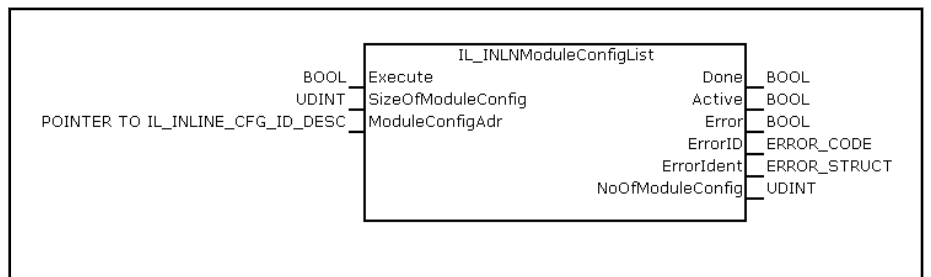 IL_INLNModuleConfigList
BOOL Execute Done BOOL
UDINT SizeOfModuleConfig Active BOOL
POINTER TO IL_INLINE_CFG_ID_DESC ModuleConfigAdr Error BOOL
ErrorID ERROR_CODE
ErrorIdent ERROR_STRUCT
NoOfModuleConfig UDINT